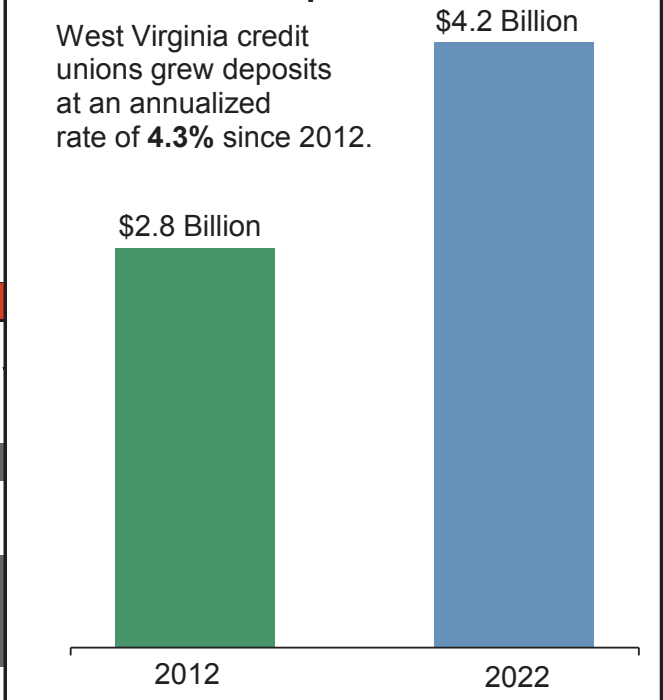 $4.2 Billion
West Virginia credit
unions grew deposits
at an annualized
rate of 4.3% since 2012.
$2.8 Billion
2012
2022